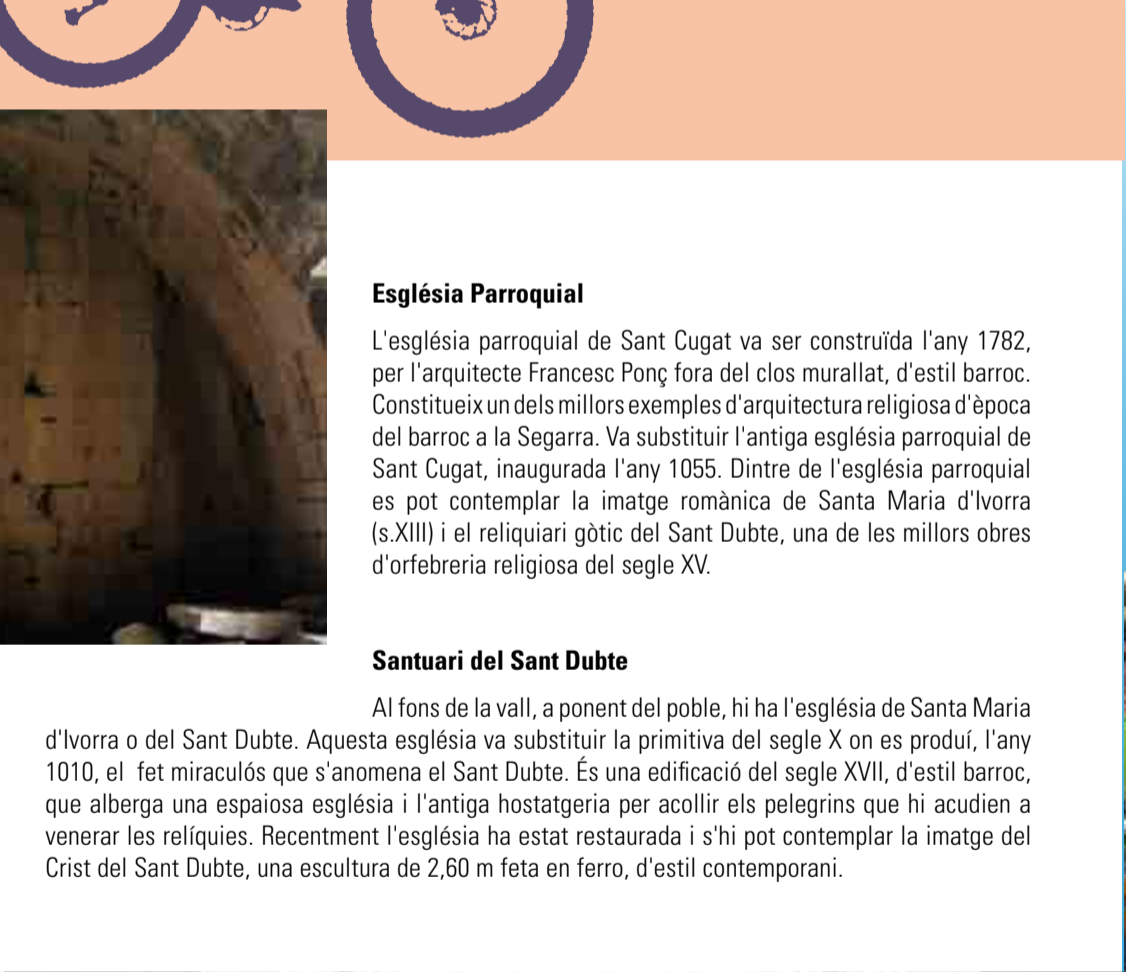 Església Parroquial
L'església parroquial de Sant Cugat va ser construïda l'any 1782,
per l'arquitecte Francesc Ponç fora del clos murallat, d'estil barroc.
Constitueix un dels millors exemples d'arquitectura religiosa d'època
del barroc a la Segarra. Va substituir l'antiga església parroquial de
Sant Cugat, inaugurada l'any 1055. Dintre de l'església parroquial
es pot contemplar la imatge romànica de Santa Maria d'Ivorra
(s.XIII) i el reliquiari gòtic del Sant Dubte, una de les millors obres
d'orfebreria religiosa del segle XV.
Santuari del Sant Dubte
Al fons de la vall, a ponent del poble, hi ha l'església de Santa Maria
d'Ivorra o del Sant Dubte. Aquesta església va substituir la primitiva del segle X on es produí, l'any
1010, el  fet miraculós que s'anomena el Sant Dubte. És una edificació del segle XVII, d'estil barroc,
que alberga una espaiosa església i l'antiga hostatgeria per acollir els pelegrins que hi acudien a
venerar les relíquies. Recentment l'església ha estat restaurada i s'hi pot contemplar la imatge del
Crist del Sant Dubte, una escultura de 2,60 m feta en ferro, d'estil contemporani.